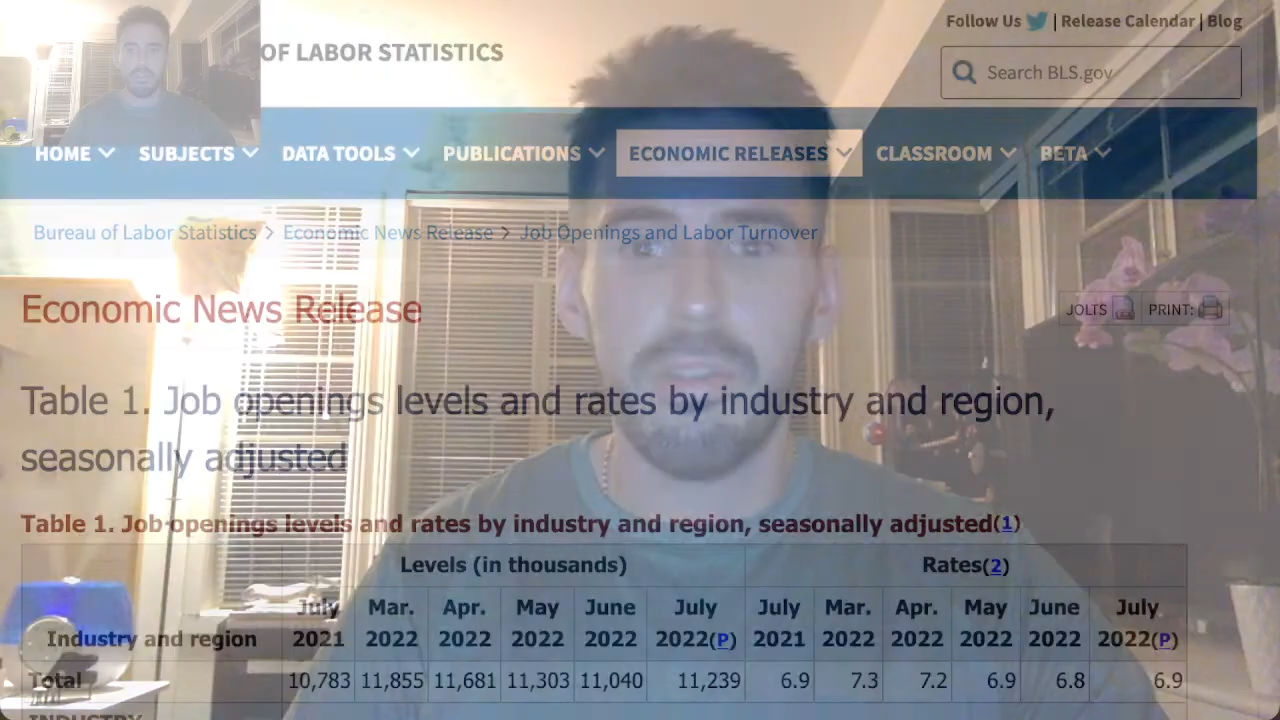 Follow Us | Release Calendar | Blog
OF LABOR STATISTICS
Search BLS.gov
HOME SUBJECTS DATA TOOLS PUBLICATIONS ECONOMIC RELEASES CLASSROOM BETA
Bureau of Labor Statistics > Economic News Release > Job Openings and Labor Turnover
Economic News Release
JOLTS PRINT:
Table 1. Job openings levels and rates by industry and region,
seasonally adjusted
Table 1. Job openings levels and rates by industry and region, seasonally adjusted(1)
Levels (in thousands) Rates(2)
Industry and region July 2021 Mar. 2022 Apr. 2022 May 2022 June 2022 July 2022(P) July 2021 Mar. 2022 Apr. 2022 May 2022 June 2022 July 2022(P)
Total 10,783 11,855 11,681 11,303 11,040 11,239 6.9 7.3 7.2 6.9 6.8 6.9
INDUSTRY